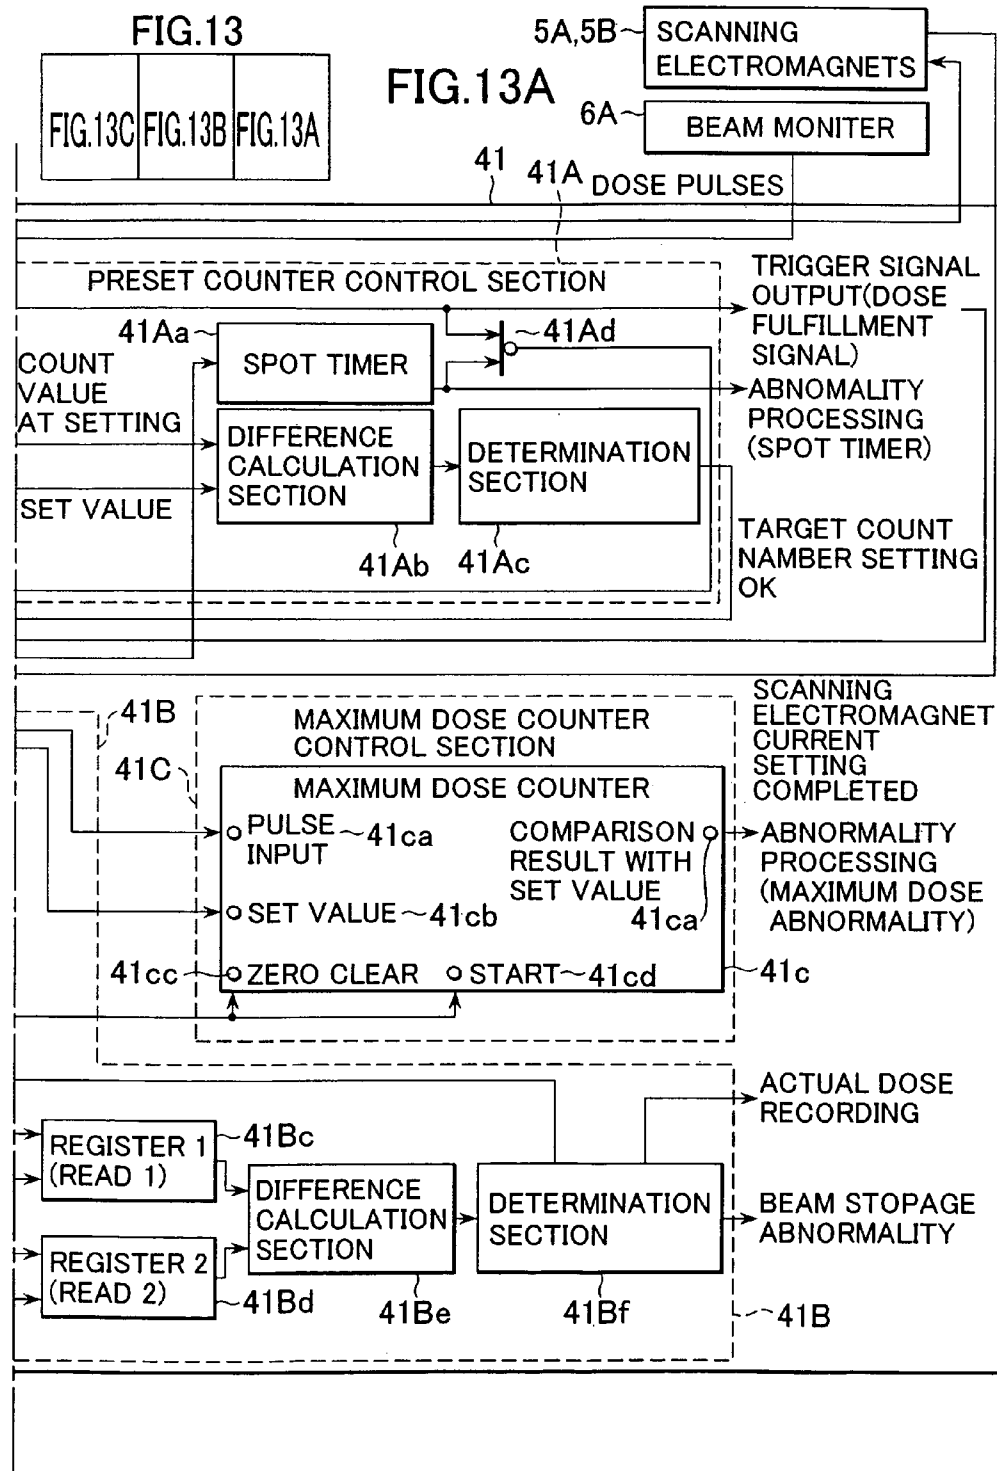 FIG.13
FIG.13C
FIG.13B
FIG.13A
FIG.13A
5A,5B
SCANNING
ELECTROMAGNETS
6A
BEAM MONITER
41
41A
DOSE PULSES
PRESET COUNTER CONTROL SECTION
TRIGGER SIGNAL
OUTPUT(DOSE
FULFILLMENT
SIGNAL)
41Aa
SPOT TIMER
41Ad
COUNT
VALUE
AT SETTING
ABNOMALITY
PROCESSING
(SPOT TIMER)
DIFFERENCE
CALCULATION
SECTION
DETERMINATION
SECTION
SET VALUE
41Ab
41Ac
TARGET COUNT
NAMBER SETTING
OK
SCANNING
ELECTROMAGNET
CURRENT
SETTING
COMPLETED
41B
41C
MAXIMUM DOSE COUNTER
CONTROL SECTION
MAXIMUM DOSE COUNTER
PULSE
INPUT
41ca
COMPARISON
RESULT WITH
SET VALUE
41ca
ABNORMALITY
PROCESSING
(MAXIMUM DOSE
ABNORMALITY)
SET VALUE
41cb
41cc
ZERO CLEAR
START
41cd
41c
ACTUAL DOSE
RECORDING
REGISTER 1
(READ 1)
41Bc
DIFFERENCE
CALCULATION
SECTION
DETERMINATION
SECTION
BEAM STOPAGE
ABNORMALITY
REGISTER 2
(READ 2)
41Bd
41Be
41Bf
41B